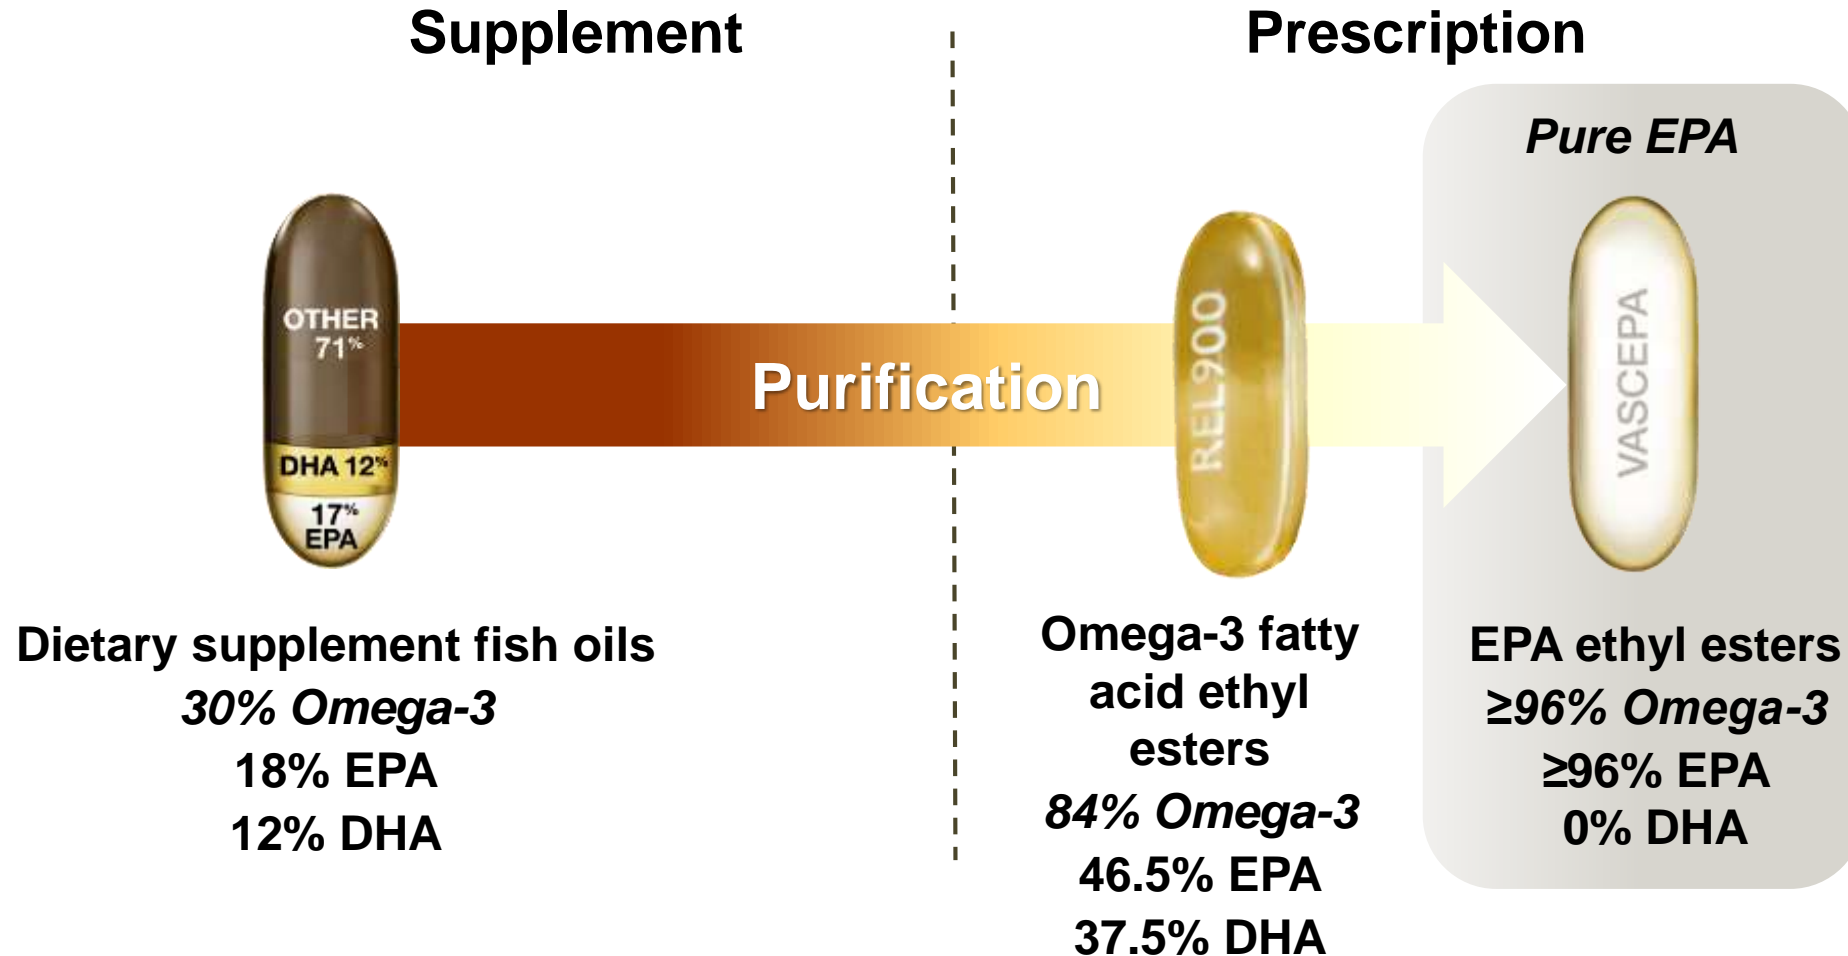 Supplement
Prescription
Pure EPA
OTHER
71%
DHA 12%
17%
EPA
Purification
REL900
VASCEPA
Dietary supplement fish oils
30% Omega-3
18% EPA
12% DHA
Omega-3 fatty
acid ethyl
esters
84% Omega-3
46.5% EPA
37.5% DHA
EPA ethyl esters
≥96% Omega-3
≥96% EPA
0% DHA